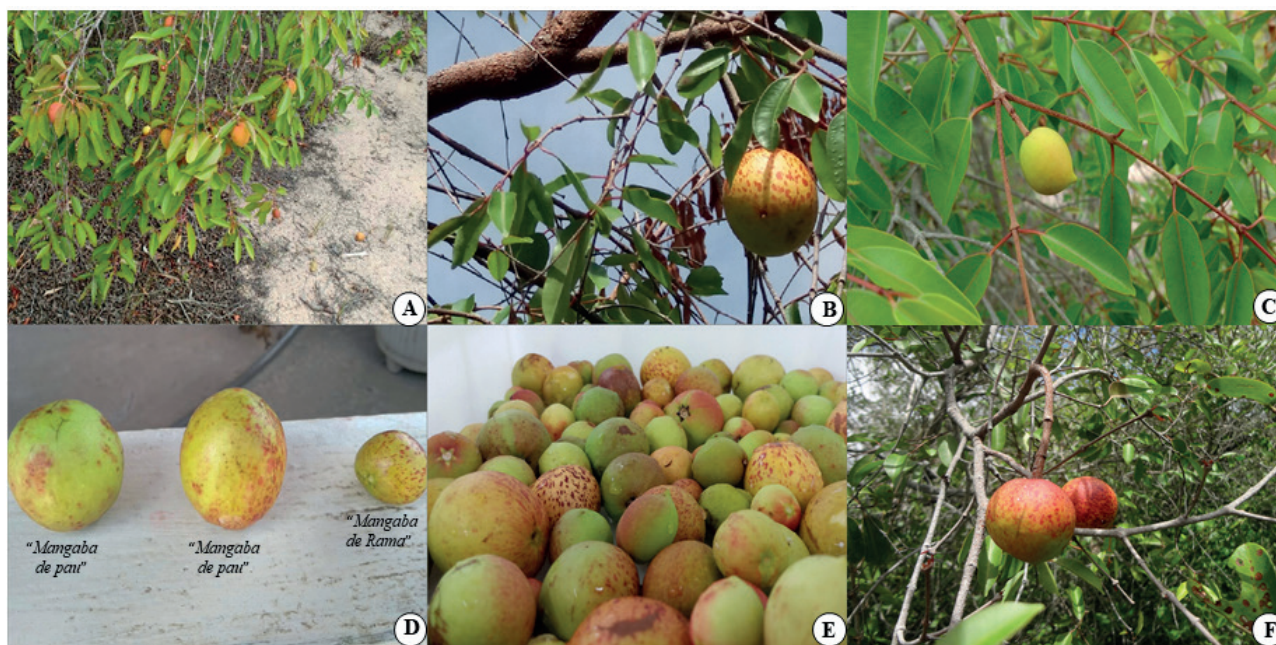 A
B
C
"Mangaba
de pau"
"Mangaba
de pau"
"Mangaba
de Rama"
D
E
F